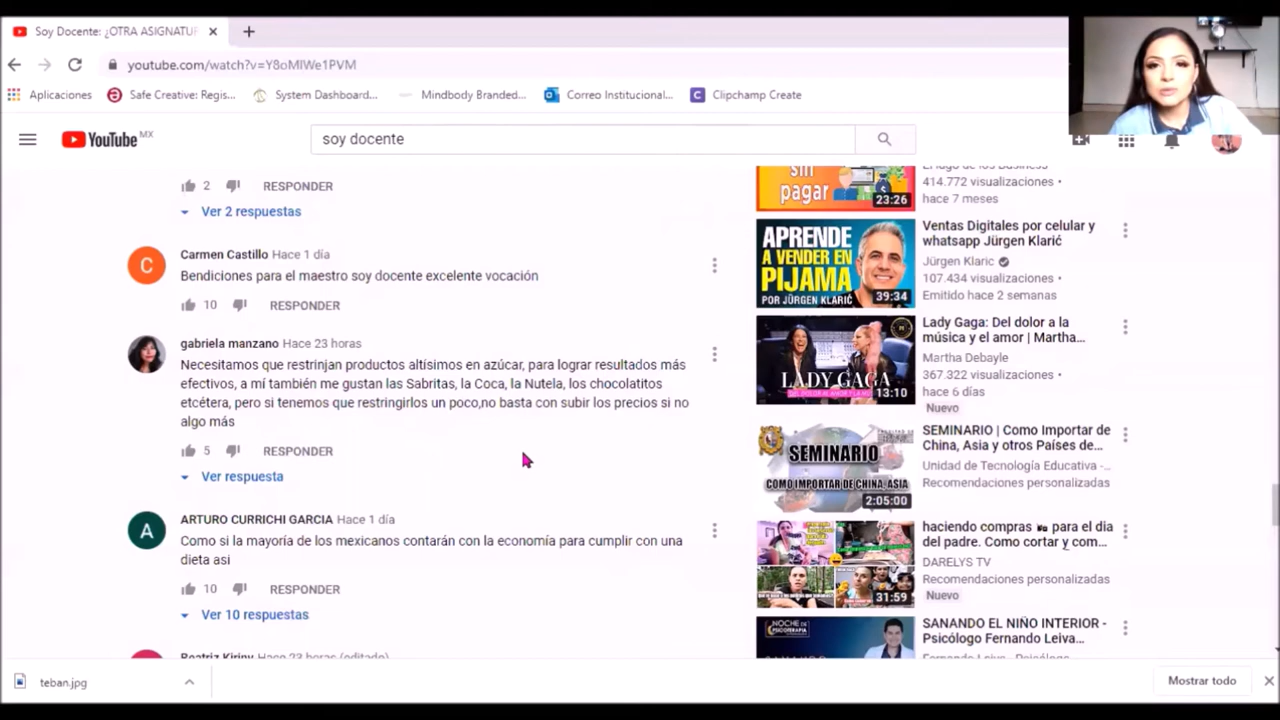 Soy Docente: ¿OTRA ASIGNATUR
youtube.com/watch?v=Y8oMIWe1PVM
Aplicaciones
Safe Creative: Regis...
System Dashboard...
Mindbody Branded...
Correo Institucional...
Clipchamp Create
YouTube MX
soy docente
2
RESPONDER
Ver 2 respuestas
Carmen Castillo Hace 1 día
Bendiciones para el maestro soy docente excelente vocación
10
RESPONDER
gabriela manzano Hace 23 horas
Necesitamos que restrinjan productos altísimos en azúcar, para lograr resultados más
efectivos, a mí también me gustan las Sabritas, la Coca, la Nutela, los chocolatitos
etcétera, pero si tenemos que restringirlos un poco,no basta con subir los precios si no
algo más
5
RESPONDER
Ver respuesta
ARTURO CURRICHI GARCIA Hace 1 día
Como si la mayoría de los mexicanos contarán con la economía para cumplir con una
dieta asi
10
RESPONDER
Ver 10 respuestas
Beatriz Kiriny Hace 23 horas (editado)
sin
pagar
23:26
414.772 visualizaciones •
hace 7 meses
APRENDE
A VENDER EN
PIJAMA
POR JÜRGEN KLARIĆ
39:34
Ventas Digitales por celular y
whatsapp Jürgen Klarić
Jürgen Klaric
107.434 visualizaciones •
Emitido hace 2 semanas
LADY GAGA
13:10
Lady Gaga: Del dolor a la
música y el amor | Martha...
Martha Debayle
367.322 visualizaciones •
hace 6 días
Nuevo
SEMINARIO
COMO IMPORTAR DE CHINA, ASIA
2:05:00
SEMINARIO | Como Importar de
China, Asia y otros Países de...
Unidad de Tecnología Educativa -...
Recomendaciones personalizadas
31:59
haciendo compras para el dia
del padre. Como cortar y com...
DARELYS TV
Recomendaciones personalizadas
Nuevo
NOCHE DE
PSICOTERAPIA
SANANDO EL NIÑO INTERIOR -
Psicólogo Fernando Leiva...
teban.jpg
Mostrar todo